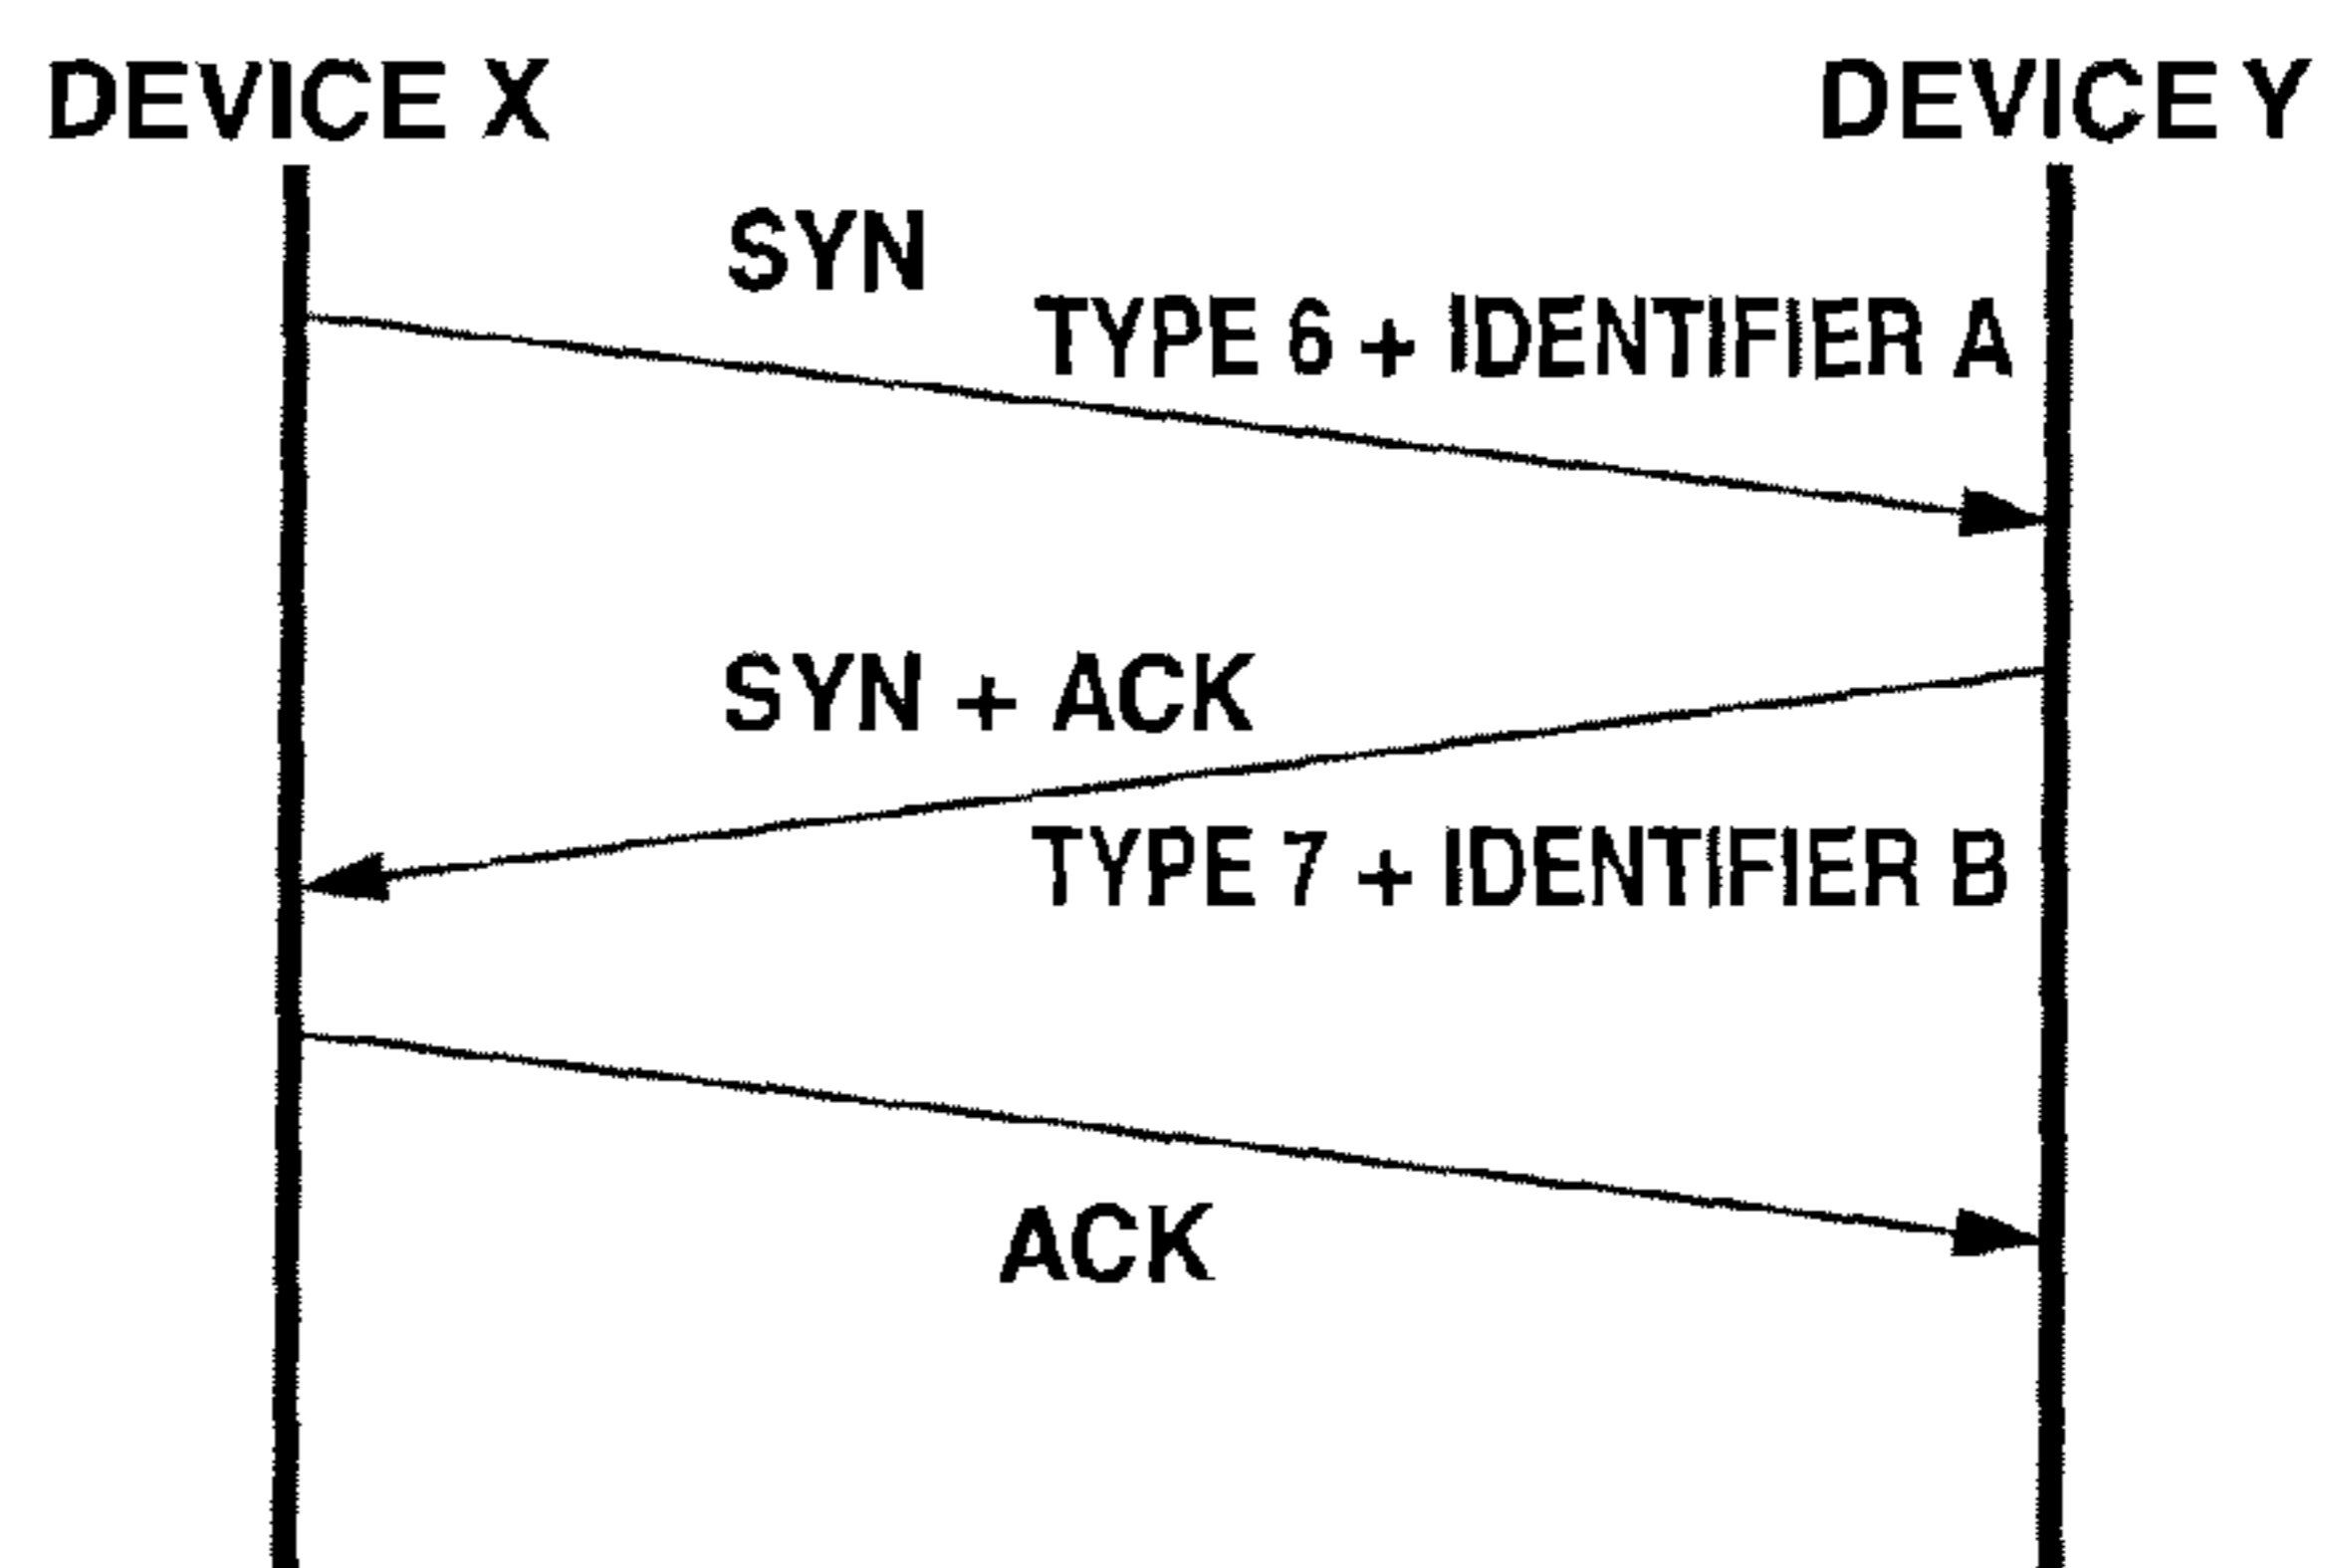 DEVICE X DEVICE Y
SYN
TYPE 6 + IDENTIFIER A
SYN + ACK
TYPE 7 + IDENTIFIER B
ACK